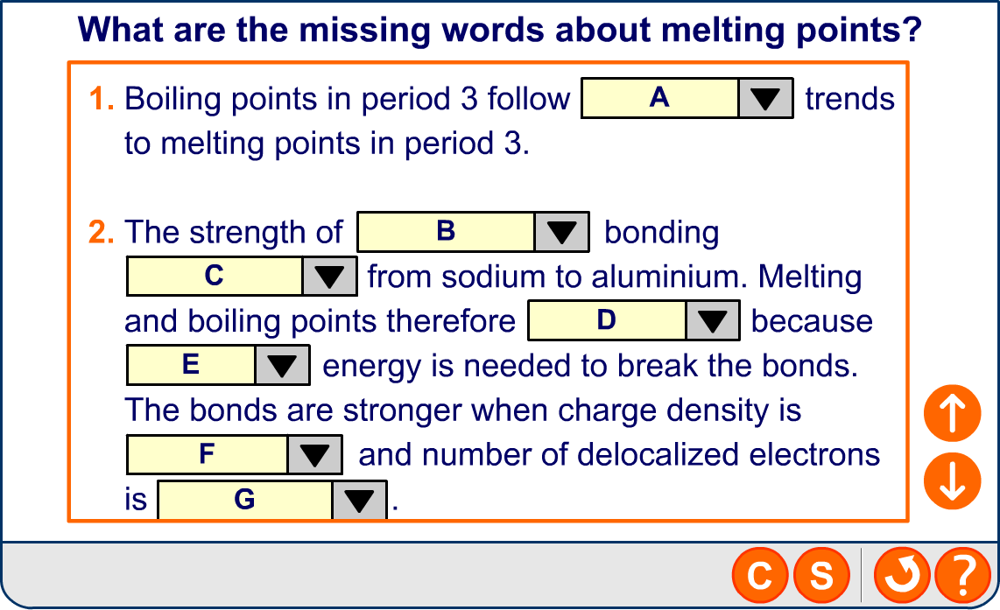 What are the missing words about melting points?
1. Boiling points in period 3 follow A trends
to melting points in period 3.
2. The strength of B bonding
C from sodium to aluminium. Melting
and boiling points therefore D because
E energy is needed to break the bonds.
The bonds are stronger when charge density is
F and number of delocalized electrons
is G .
C S ?